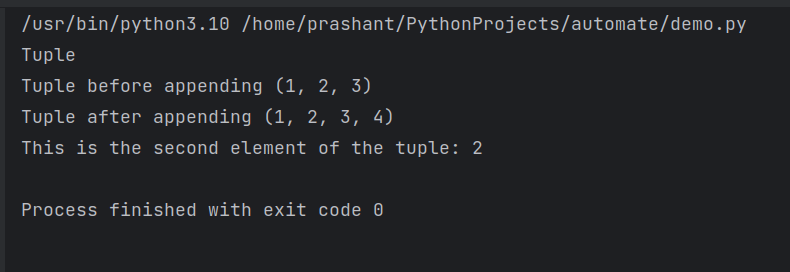 /usr/bin/python3.10 /home/prashant/PythonProjects/automate/demo.py
Tuple
Tuple before appending (1, 2, 3)
Tuple after appending (1, 2, 3, 4)
This is the second element of the tuple: 2
Process finished with exit code 0